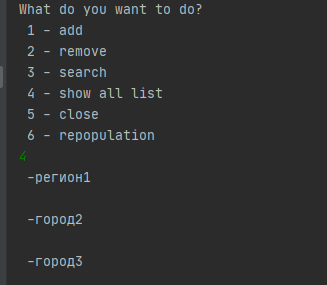 What do you want to do?
1 - add
2 - remove
3 - search
4 - show all list
5 - close
6 - repopulation
4
-регион1
-город2
-город3